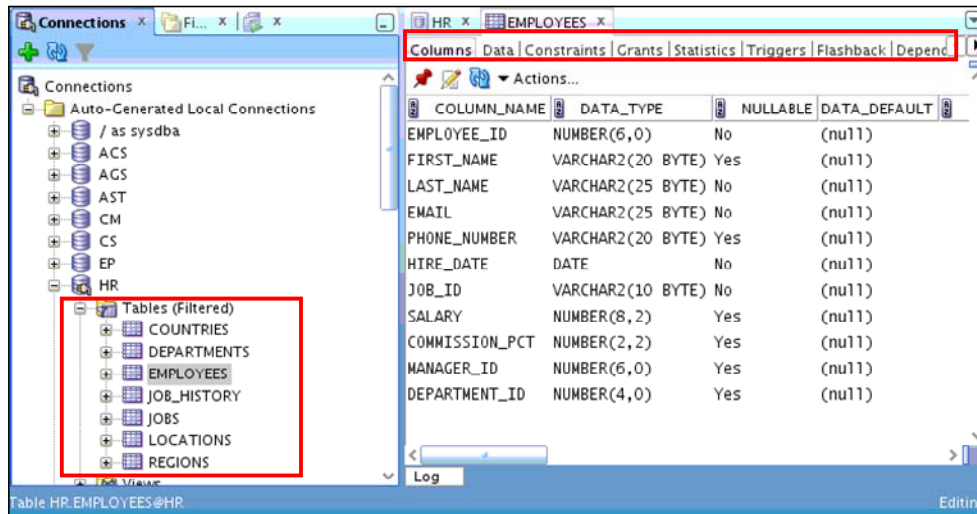 Connections x Fi... x x
Connections
Auto-Generated Local Connections
/ as sysdba
ACS
AGS
AST
CM
CS
EP
HR
Tables (Filtered)
COUNTRIES
DEPARTMENTS
EMPLOYEES
JOB_HISTORY
JOBS
LOCATIONS
REGIONS
Views
HR x EMPLOYEES x
Columns Data | Constraints | Grants | Statistics | Triggers | Flashback | Depend
Actions...
COLUMN_NAME DATA_TYPE NULLABLE DATA_DEFAULT
EMPLOYEE_ID NUMBER(6,0) No (null)
FIRST_NAME VARCHAR2(20 BYTE) Yes (null)
LAST_NAME VARCHAR2(25 BYTE) No (null)
EMAIL VARCHAR2(25 BYTE) No (null)
PHONE_NUMBER VARCHAR2(20 BYTE) Yes (null)
HIRE_DATE DATE No (null)
JOB_ID VARCHAR2(10 BYTE) No (null)
SALARY NUMBER(8,2) Yes (null)
COMMISSION_PCT NUMBER(2,2) Yes (null)
MANAGER_ID NUMBER(6,0) Yes (null)
DEPARTMENT_ID NUMBER(4,0) Yes (null)
Log
Table HR.EMPLOYEES@HR Editin